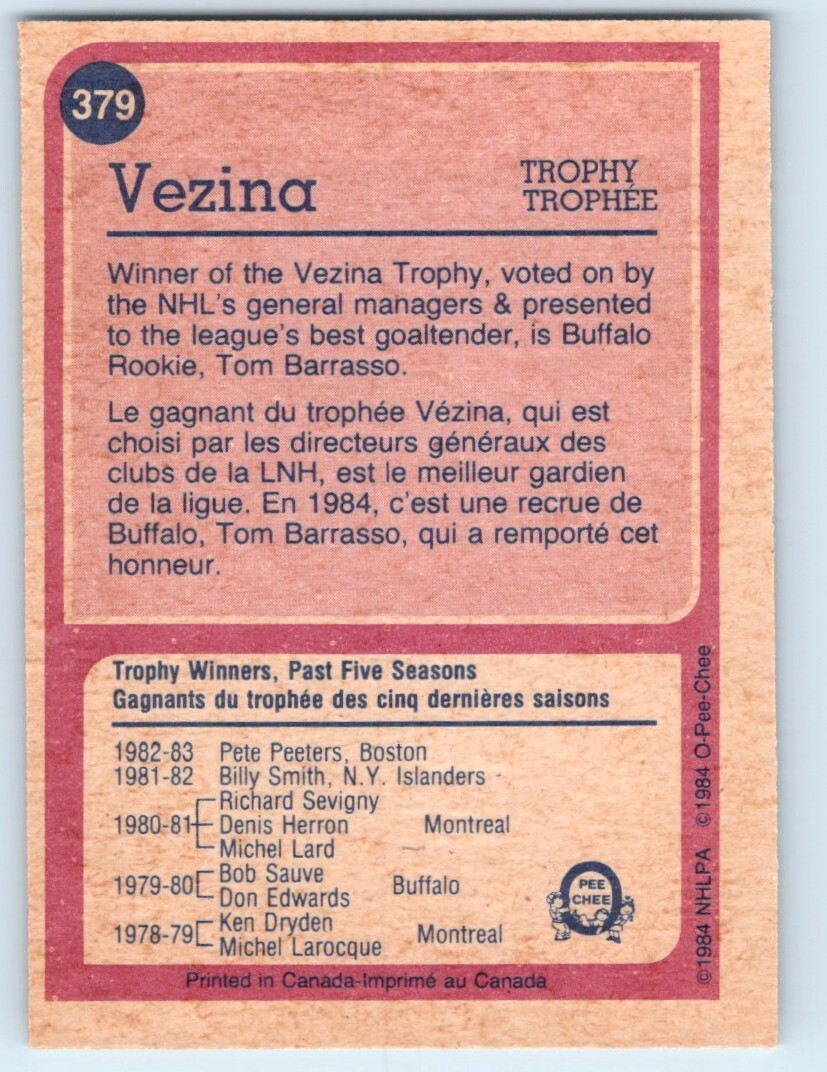 379
Vezina
TROPHY
TROPHÉE
Winner of the Vezina Trophy, voted on by
the NHL's general managers & presented
to the league's best goaltender, is Buffalo
Rookie, Tom Barrasso.
Le gagnant du trophée Vézina, qui est
choisi par les directeurs généraux des
clubs de la LNH, est le meilleur gardien
de la ligue. En 1984, c'est une recrue de
Buffalo, Tom Barrasso, qui a remporté cet
honneur.
Trophy Winners, Past Five Seasons
Gagnants du trophée des cinq dernières saisons
1982-83 Pete Peeters, Boston
1981-82 Billy Smith, N.Y. Islanders
Richard Sevigny
1980-81 Denis Herron Montreal
Michel Lard
Bob Sauve
1979-80 Buffalo
Don Edwards
Ken Dryden
1978-79 Montreal
Michel Larocque
O
PEE
CHEE
Printed in Canada-Imprimé au Canada
©1984 NHLPA ©1984 O-Pee-Chee